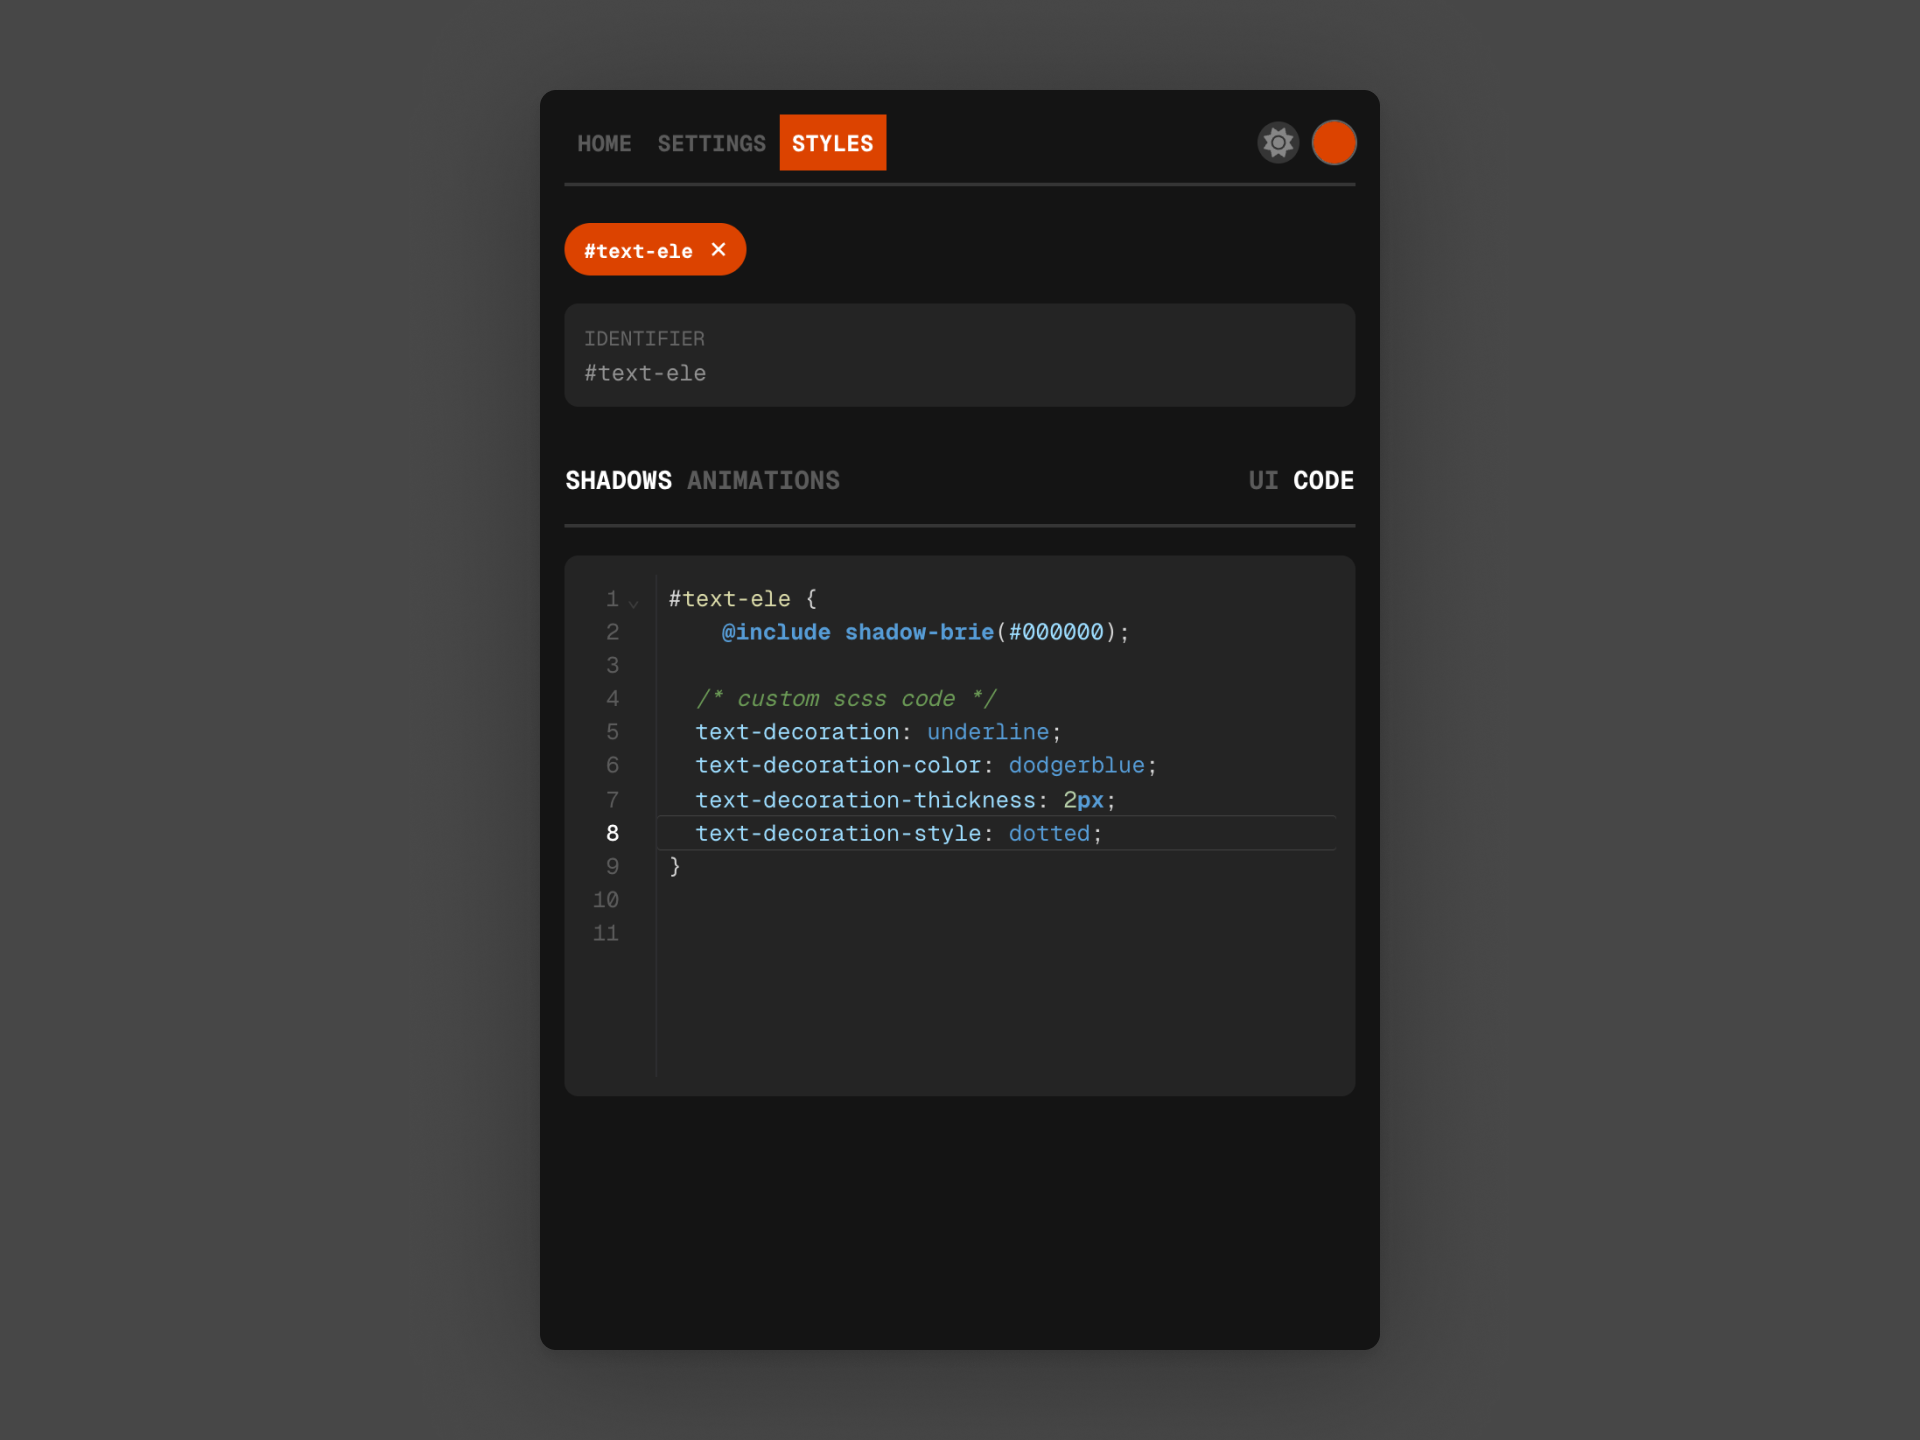 HOME SETTINGS STYLES
#text-ele ✕
IDENTIFIER
#text-ele
SHADOWS ANIMATIONS UI CODE
1 #text-ele {
2     @include shadow-brie(#000000);
3
4   /* custom scss code */
5   text-decoration: underline;
6   text-decoration-color: dodgerblue;
7   text-decoration-thickness: 2px;
8   text-decoration-style: dotted;
9 }
10
11